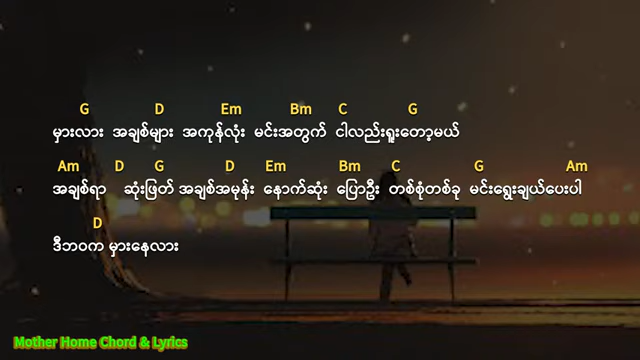 G D Em Bm C G
မှားလား အချစ်များ အကုန်လုံး မင်းအတွက် ငါလည်းရူးတော့မယ်
Am D G D Em Bm C G Am
အချစ်ရာ ဆုံးဖြတ် အချစ်အမုန်း နောက်ဆုံး ပြောဦး တစ်စုံတစ်ခု မင်းရွေးချယ်ပေးပါ
D
ဒီဘဝက မှားနေလား
Mother Home Chord & Lyrics